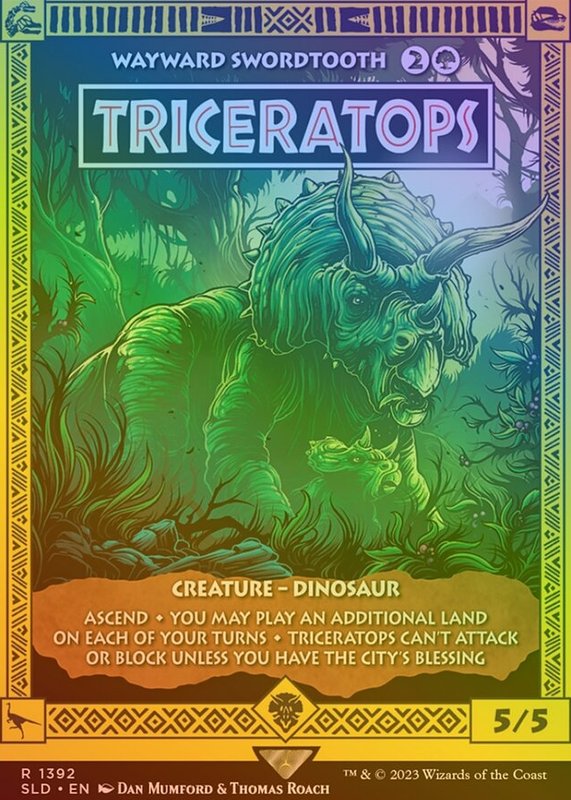 WAYWARD SWORDTOOTH 2
TRICERATOPS
CREATURE – DINOSAUR
ASCEND • YOU MAY PLAY AN ADDITIONAL LAND
ON EACH OF YOUR TURNS • TRICERATOPS CAN'T ATTACK
OR BLOCK UNLESS YOU HAVE THE CITY'S BLESSING
5/5
R 1392
SLD • EN DAN MUMFORD & THOMAS ROACH
™ & © 2023 Wizards of the Coast